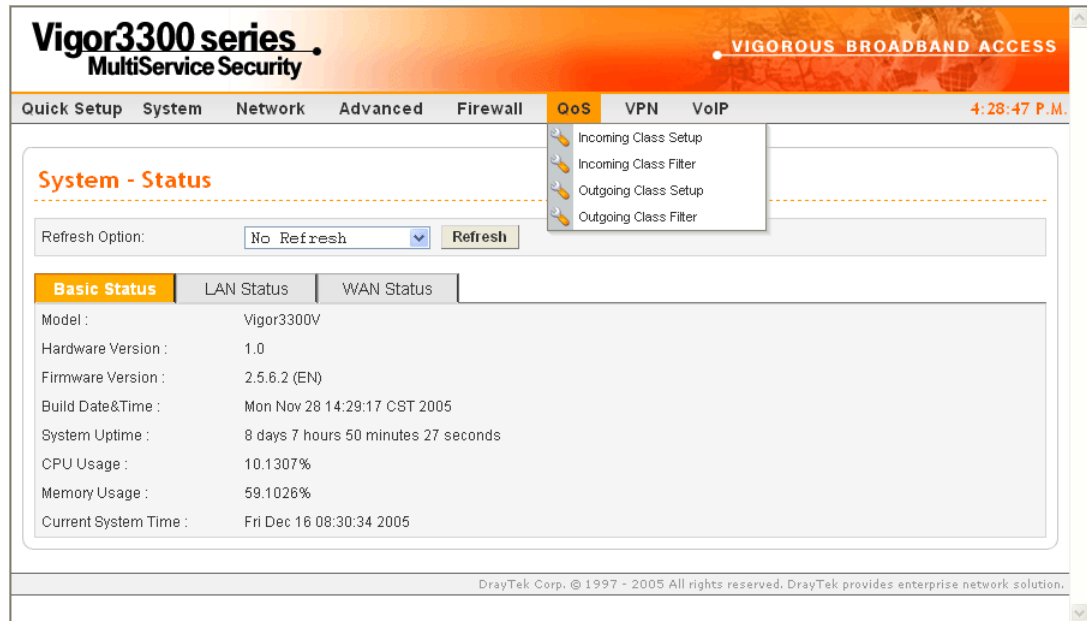 Vigor3300 series
MultiService Security
VIGOROUS BROADBAND ACCESS
Quick Setup System Network Advanced Firewall QoS VPN VoIP 4:28:47 P.M.
Incoming Class Setup
Incoming Class Filter
Outgoing Class Setup
Outgoing Class Filter
System - Status
Refresh Option: No Refresh Refresh
Basic Status LAN Status WAN Status
Model : Vigor3300V
Hardware Version : 1.0
Firmware Version : 2.5.6.2 (EN)
Build Date&Time : Mon Nov 28 14:29:17 CST 2005
System Uptime : 8 days 7 hours 50 minutes 27 seconds
CPU Usage : 10.1307%
Memory Usage : 59.1026%
Current System Time : Fri Dec 16 08:30:34 2005
DrayTek Corp. © 1997 - 2005 All rights reserved. DrayTek provides enterprise network solution.